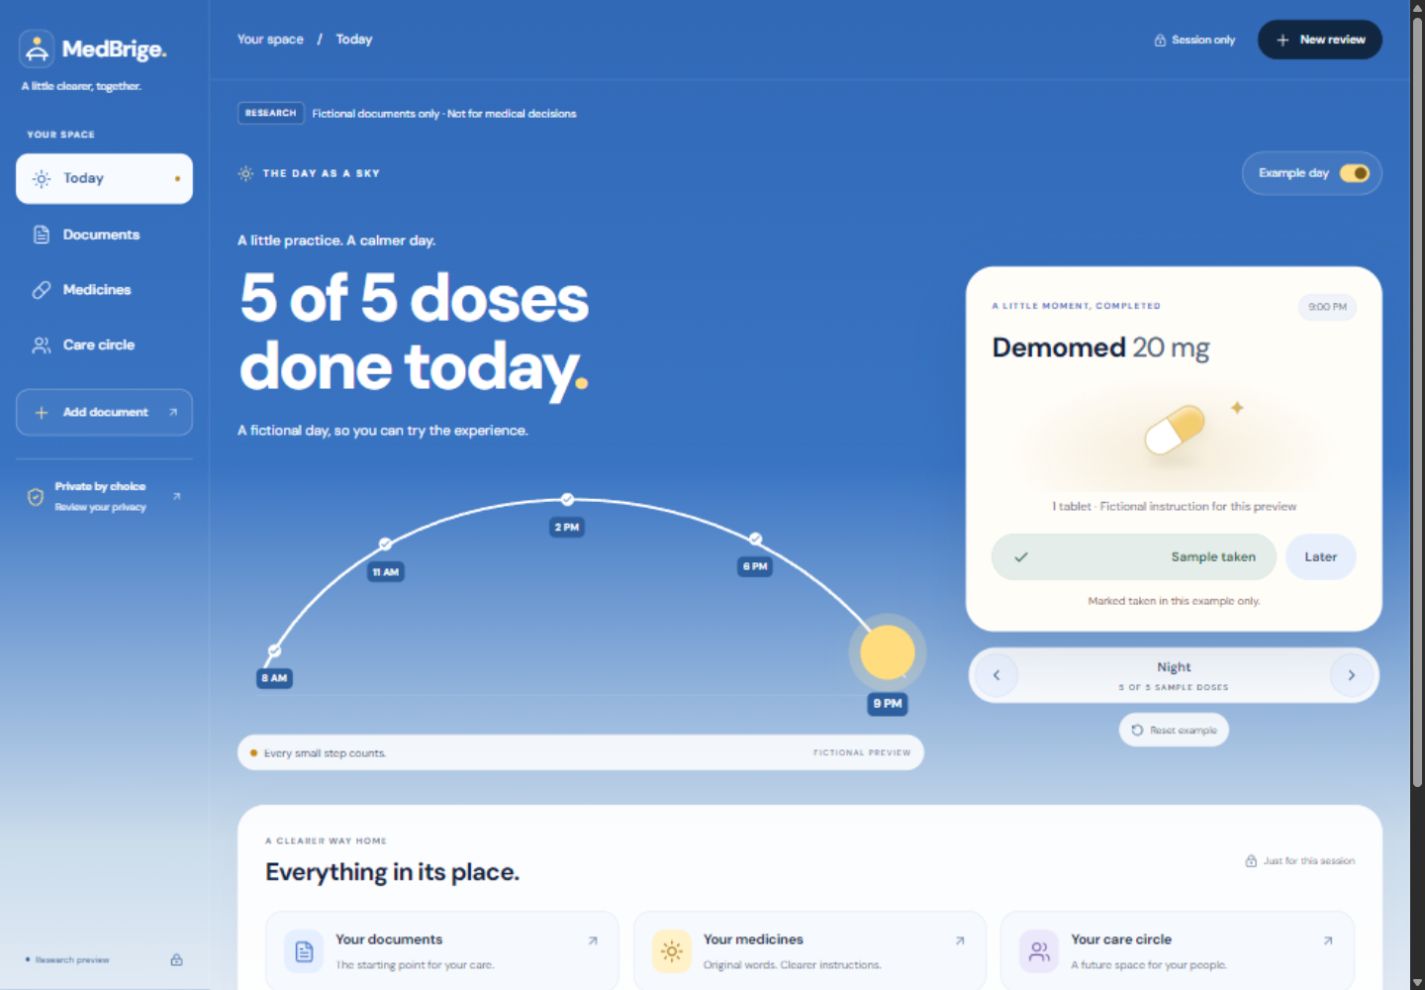 MedBrige.
A little clearer, together.
YOUR SPACE
Today
Documents
Medicines
Care circle
Add document
Private by choice
Review your privacy
Research preview
Your space / Today
Session only
New review
RESEARCH Fictional documents only · Not for medical decisions
THE DAY AS A SKY
Example day
A little practice. A calmer day.
5 of 5 doses
done today.
A fictional day, so you can try the experience.
8 AM
11 AM
2 PM
6 PM
9 PM
Every small step counts.
FICTIONAL PREVIEW
A LITTLE MOMENT, COMPLETED
9:00 PM
Demomed 20 mg
1 tablet · Fictional instruction for this preview
Sample taken
Later
Marked taken in this example only.
Night
5 OF 5 SAMPLE DOSES
Reset example
A CLEARER WAY HOME
Everything in its place.
Just for this session
Your documents
The starting point for your care.
Your medicines
Original words. Clearer instructions.
Your care circle
A future space for your people.